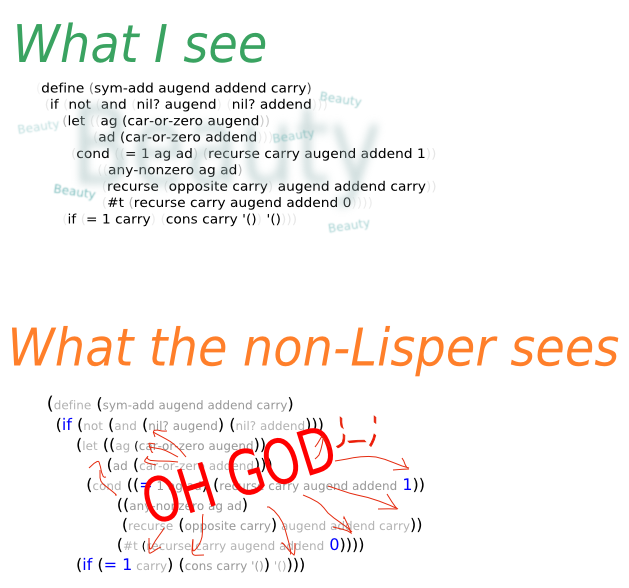 What I see
(define (sym-add augend addend carry)
(if (not (and (nil? augend) (nil? addend)))
Beauty
(let ((ag (car-or-zero augend))
Beauty
Beauty
(ad (car-or-zero addend)))
Beauty
(cond ((= 1 ag ad) (recurse carry augend addend 1))
((any-nonzero ag ad)
(recurse (opposite carry) augend addend carry))
Beauty
(#t (recurse carry augend addend 0))))
(if (= 1 carry) (cons carry '()) '())))
Beauty
What the non-Lisper sees
(define (sym-add augend addend carry)
(if (not (and (nil? augend) (nil? addend)))
(let ((ag (car-or-zero augend))
(ad (car-or-zero addend)))
(cond ((= 1 ag ad) (recurse carry augend addend 1))
((any-nonzero ag ad)
(recurse (opposite carry) augend addend carry))
(#t (recurse carry augend addend 0))))
(if (= 1 carry) (cons carry '()) '())))
OH GOD ;_;